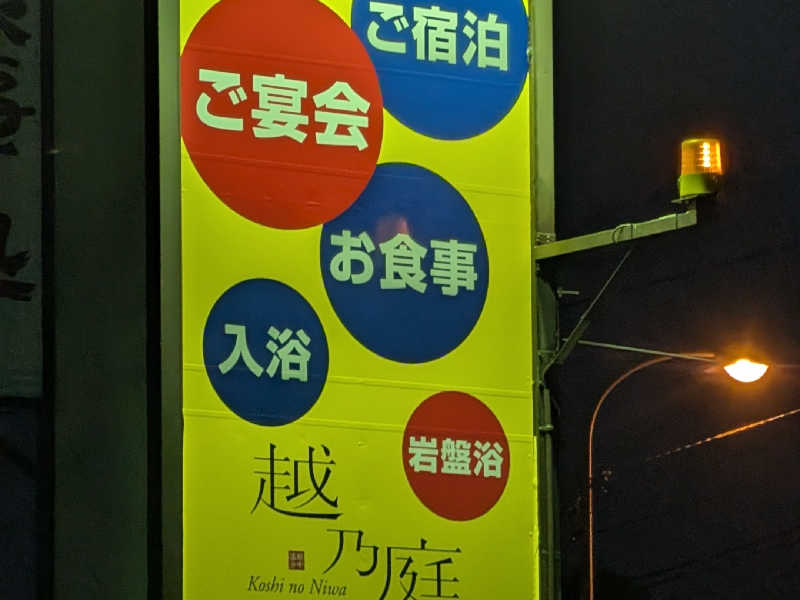 ご宿泊
ご宴会
お食事
入浴
岩盤浴
越乃庭
Koshi no Niwa